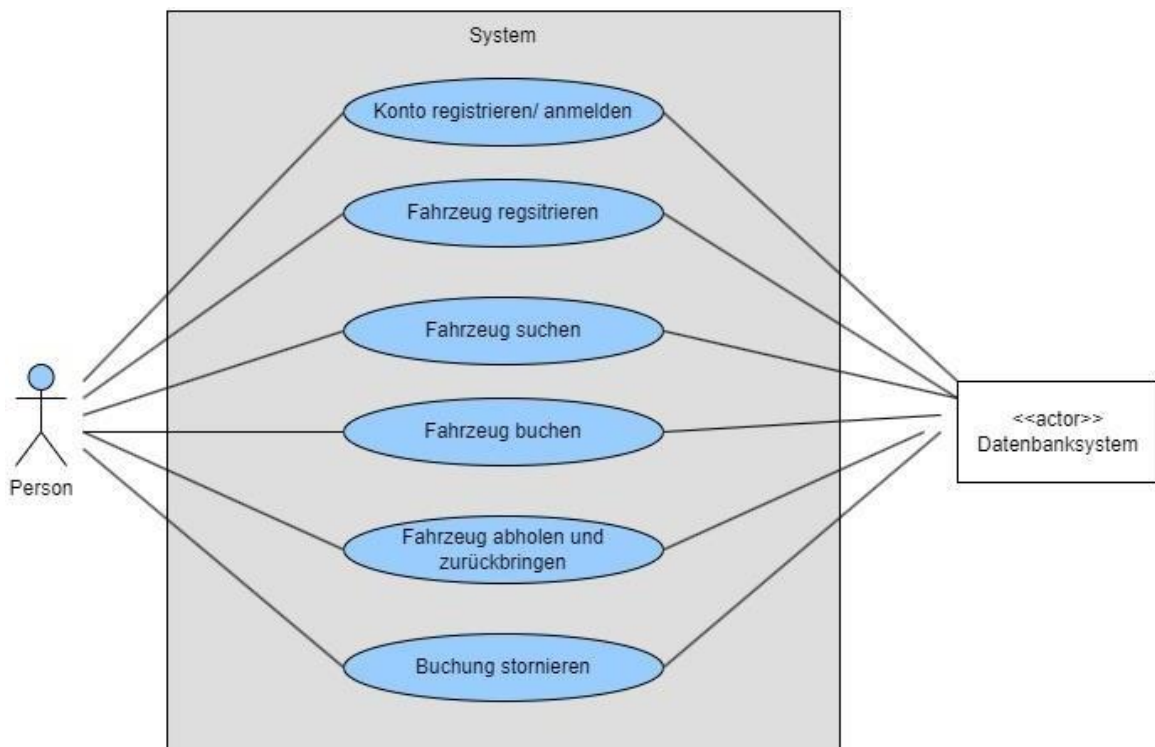 System
Konto registrieren/ anmelden
Fahrzeug regsitrieren
Fahrzeug suchen
Fahrzeug buchen
<<actor>>
Datenbanksystem
Person
Fahrzeug abholen und
zurückbringen
Buchung stornieren